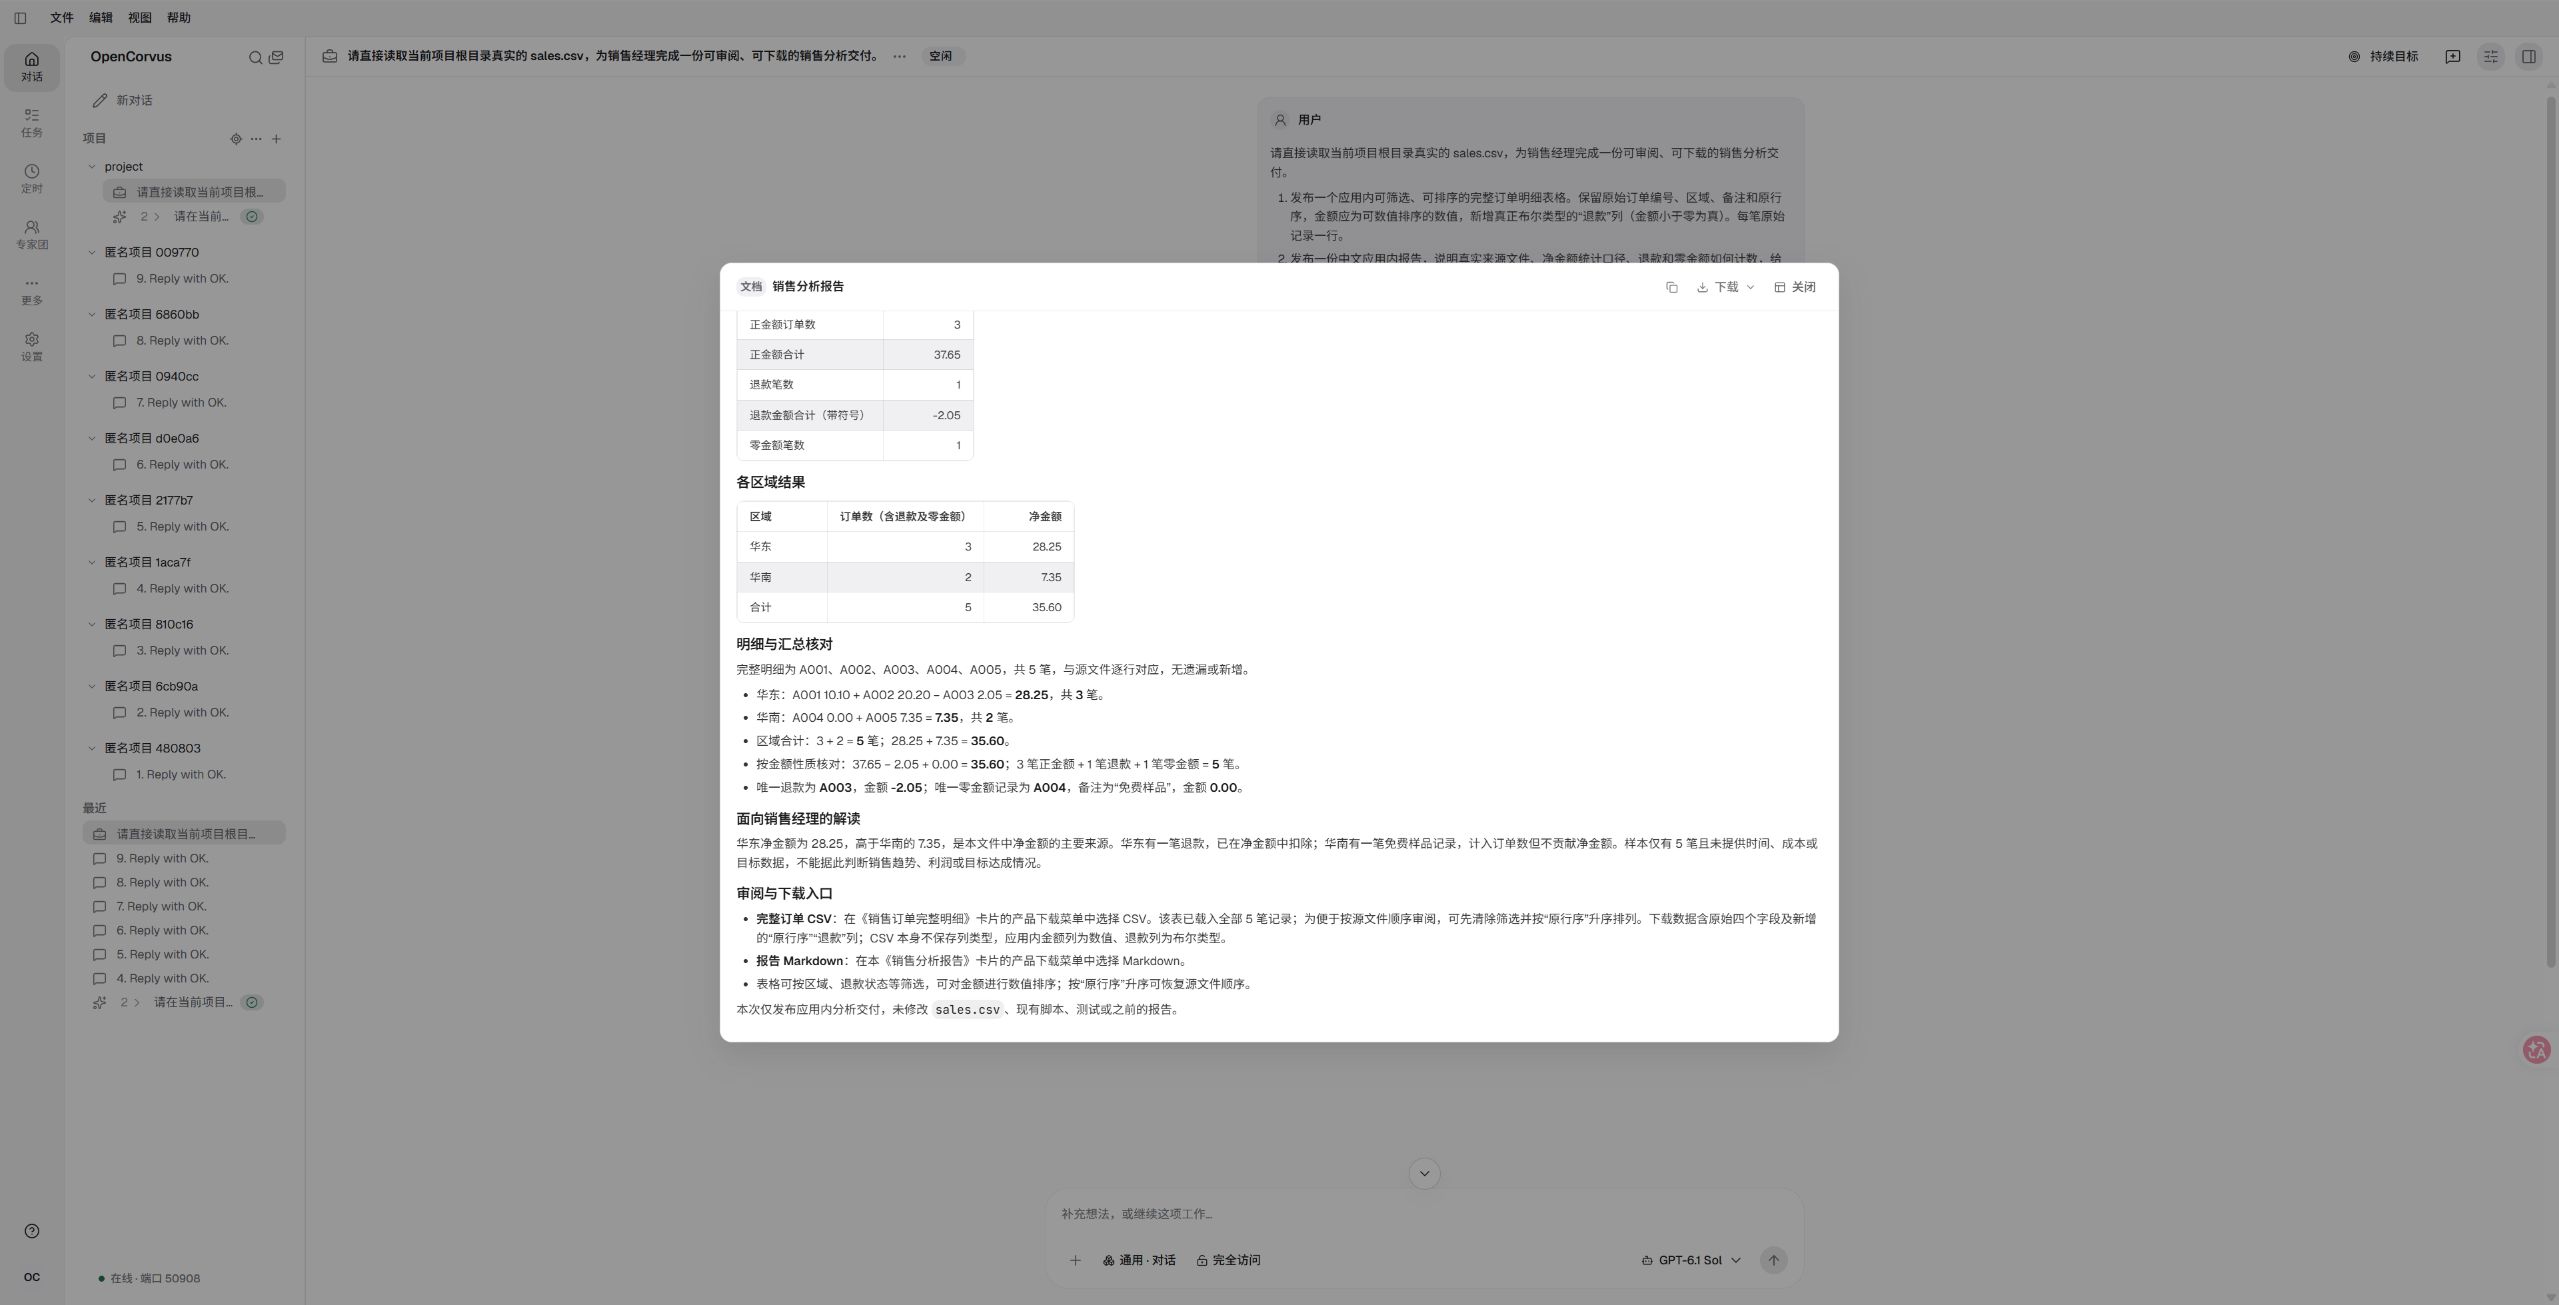 文件 编辑 视图 帮助
对话
任务
定时
专家团
更多
设置
OC
OpenCorvus
新对话
项目
project
请直接读取当前项目根...
2 请在当前...
匿名项目 009770
9. Reply with OK.
匿名项目 6860bb
8. Reply with OK.
匿名项目 0940cc
7. Reply with OK.
匿名项目 d0e0a6
6. Reply with OK.
匿名项目 2177b7
5. Reply with OK.
匿名项目 1aca7f
4. Reply with OK.
匿名项目 810c16
3. Reply with OK.
匿名项目 6cb90a
2. Reply with OK.
匿名项目 480803
1. Reply with OK.
最近
请直接读取当前项目根目...
9. Reply with OK.
8. Reply with OK.
7. Reply with OK.
6. Reply with OK.
5. Reply with OK.
4. Reply with OK.
2 请在当前项目...
在线 · 端口 50908
请直接读取当前项目根目录真实的 sales.csv，为销售经理完成一份可审阅、可下载的销售分析交付。 ... 空闲
持续目标
用户
请直接读取当前项目根目录真实的 sales.csv，为销售经理完成一份可审阅、可下载的销售分析交
付。
1. 发布一个应用内可筛选、可排序的完整订单明细表格。保留原始订单编号、区域、备注和原行
序，金额应为可数值排序的数值，新增真正布尔类型的“退款”列（金额小于零为真）。每笔原始
记录一行。
2. 发布一份中文应用内报告，说明真实来源文件、净金额统计口径、退款和零金额如何计数，给
文档 销售分析报告
下载 关闭
正金额订单数 3
正金额合计 37.65
退款笔数 1
退款金额合计（带符号） -2.05
零金额笔数 1
各区域结果
区域 订单数（含退款及零金额） 净金额
华东 3 28.25
华南 2 7.35
合计 5 35.60
明细与汇总核对
完整明细为 A001、A002、A003、A004、A005，共 5 笔，与源文件逐行对应，无遗漏或新增。
• 华东：A001 10.10 + A002 20.20 − A003 2.05 = 28.25，共 3 笔。
• 华南：A004 0.00 + A005 7.35 = 7.35，共 2 笔。
• 区域合计：3 + 2 = 5 笔；28.25 + 7.35 = 35.60。
• 按金额性质核对：37.65 − 2.05 + 0.00 = 35.60；3 笔正金额 + 1 笔退款 + 1 笔零金额 = 5 笔。
• 唯一退款为 A003，金额 -2.05；唯一零金额记录为 A004，备注为“免费样品”，金额 0.00。
面向销售经理的解读
华东净金额为 28.25，高于华南的 7.35，是本文件中净金额的主要来源。华东有一笔退款，已在净金额中扣除；华南有一笔免费样品记录，计入订单数但不贡献净金额。样本仅有 5 笔且未提供时间、成本或
目标数据，不能据此判断销售趋势、利润或目标达成情况。
审阅与下载入口
• 完整订单 CSV：在《销售订单完整明细》卡片的产品下载菜单中选择 CSV。该表已载入全部 5 笔记录；为便于按源文件顺序审阅，可先清除筛选并按“原行序”升序排列。下载数据含原始四个字段及新增
的“原行序”“退款”列；CSV 本身不保存列类型，应用内金额列为数值、退款列为布尔类型。
• 报告 Markdown：在本《销售分析报告》卡片的产品下载菜单中选择 Markdown。
• 表格可按区域、退款状态等筛选，可对金额进行数值排序；按“原行序”升序可恢复源文件顺序。
本次仅发布应用内分析交付，未修改 sales.csv、现有脚本、测试或之前的报告。
补充想法，或继续这项工作...
通用 · 对话 完全访问
GPT-6.1 Sol